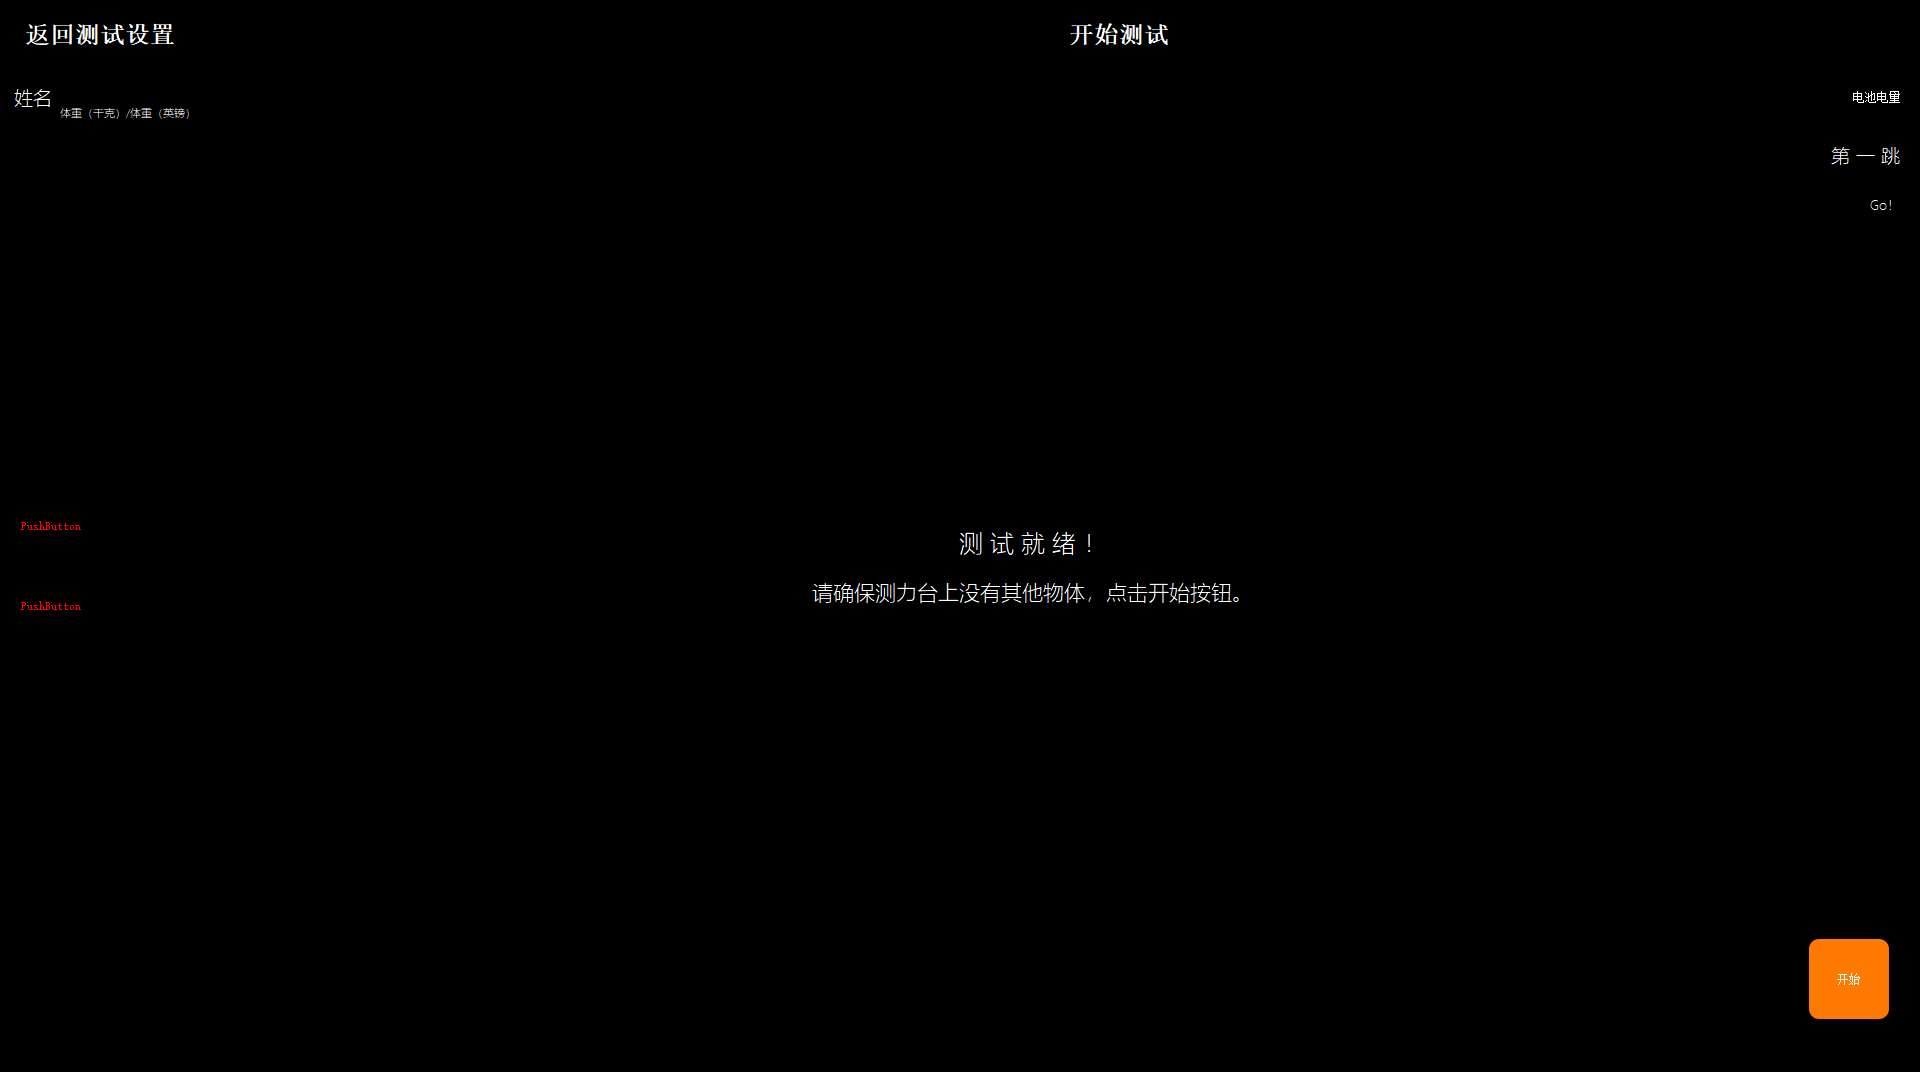 返回测试设置
开始测试
姓名
体重（千克）/体重（英镑）
电池电量
第 一 跳
Go!
PushButton
测 试 就 绪！
请确保测力台上没有其他物体，点击开始按钮。
PushButton
开始